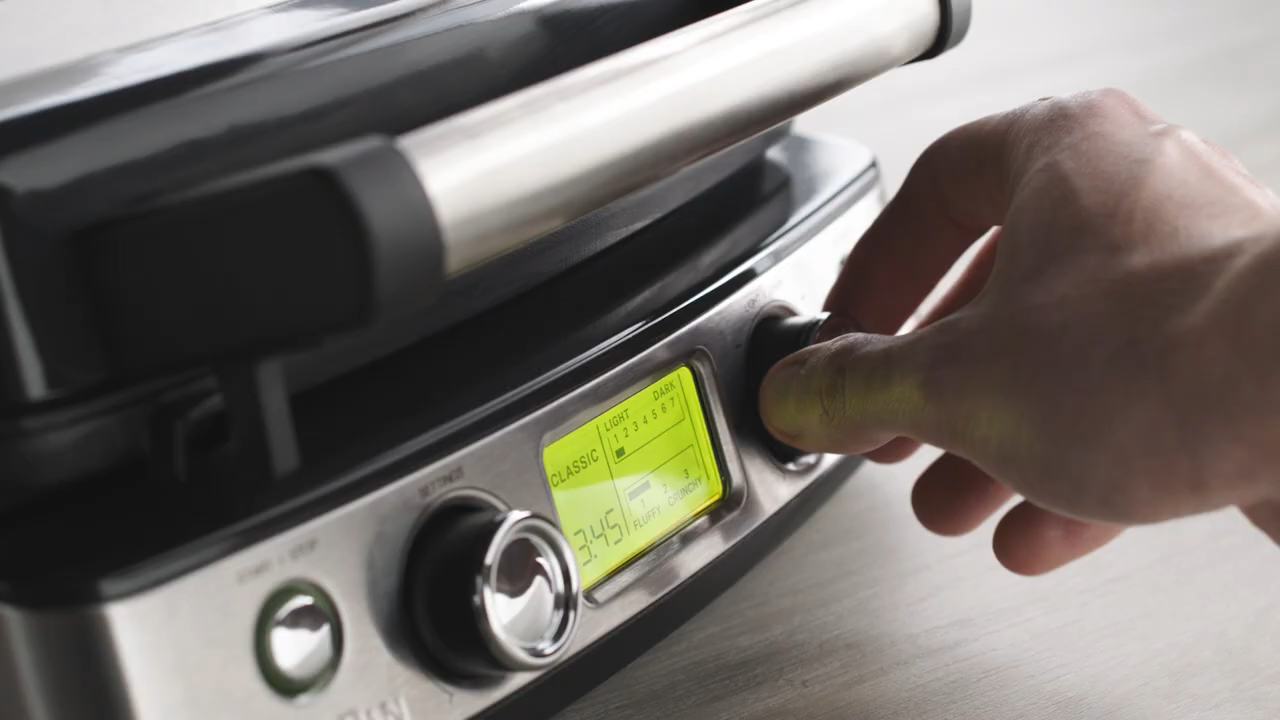 SETTINGS
START / STOP
CLASSIC
3:45
LIGHT DARK
1 2 3 4 5 6 7
1 2 3
FLUFFY CRUNCHY